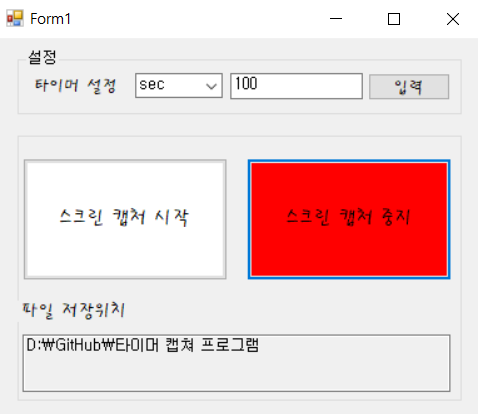 Form1
설정
타이머 설정 sec 100 입력
스크린 캡처 시작 스크린 캡처 중지
파일 저장위치
D:₩GitHub₩타이머 캡쳐 프로그램